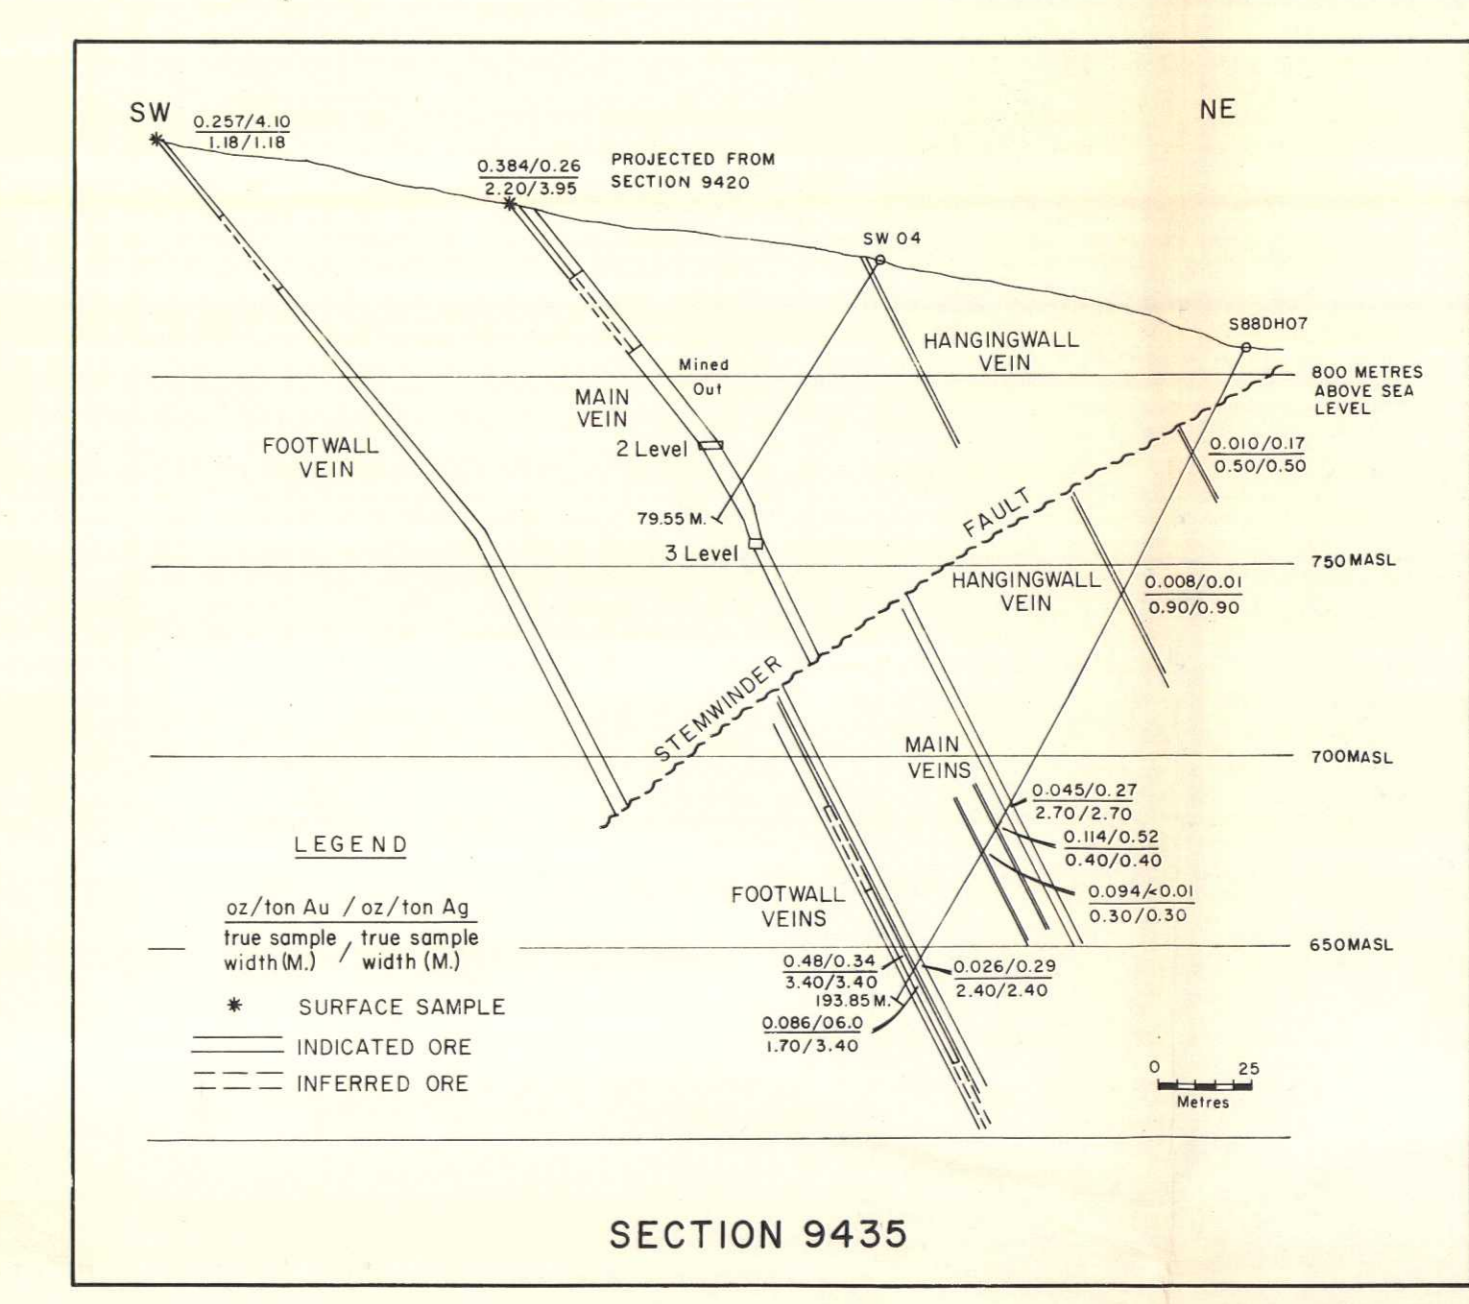 SW
NE
0.257/4.10
1.18/1.18
0.384/0.26
2.20/3.95
PROJECTED FROM
SECTION 9420
SW 04
S88DH07
HANGINGWALL
VEIN
800 METRES
ABOVE SEA
LEVEL
Mined
Out
MAIN
VEIN
FOOTWALL
VEIN
2 Level
0.010/0.17
0.50/0.50
79.55 M.
3 Level
FAULT
750 MASL
HANGINGWALL
VEIN
0.008/0.01
0.90/0.90
STEMWINDER
MAIN
VEINS
700MASL
0.045/0.27
2.70/2.70
0.114/0.52
0.40/0.40
0.094/<0.01
0.30/0.30
LEGEND
FOOTWALL
VEINS
oz/ton Au / oz/ton Ag
true sample / true sample
width(M.) width (M.)
650MASL
0.48/0.34
3.40/3.40
0.026/0.29
2.40/2.40
193.85 M.
0.086/06.0
1.70/3.40
SURFACE SAMPLE
INDICATED ORE
INFERRED ORE
0 25
Metres
SECTION 9435